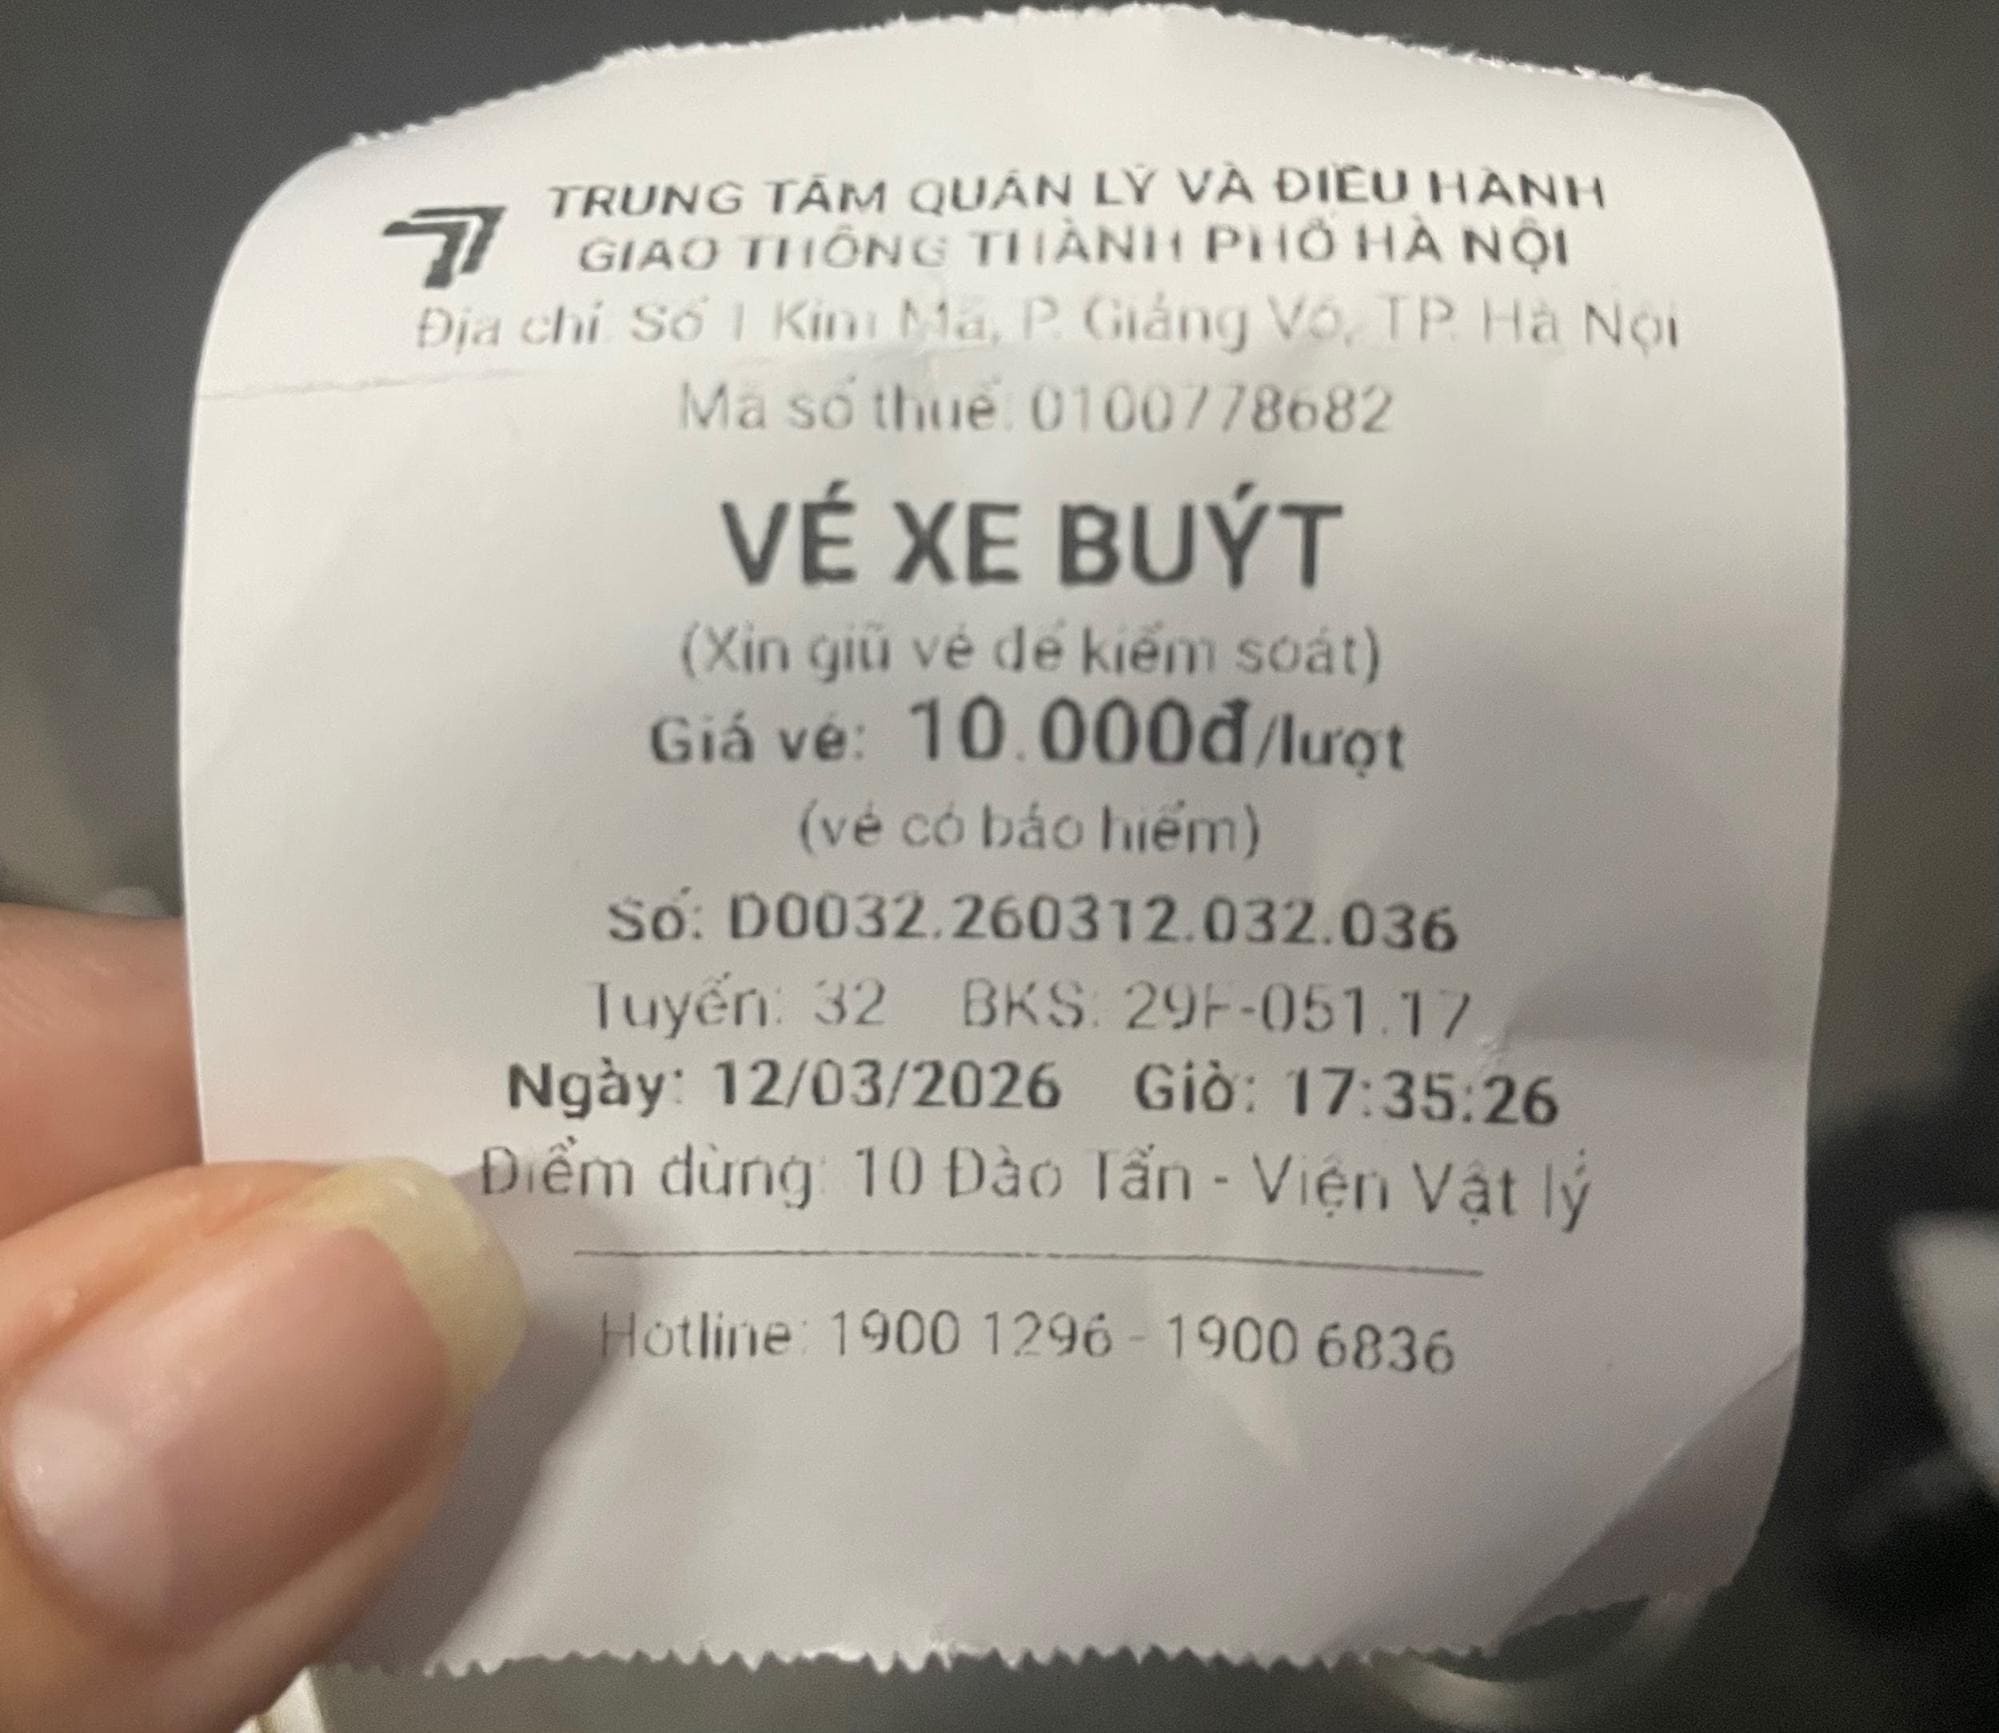 TRUNG TÂM QUẢN LÝ VÀ ĐIỀU HÀNH
GIAO THÔNG THÀNH PHỐ HÀ NỘI
Địa chỉ: Số 1 Kim Mã, P. Giảng Võ, TP. Hà Nội
Mã số thuế: 0100778682
VÉ XE BUÝT
(Xin giữ vé để kiểm soát)
Giá vé: 10.000đ/lượt
(vé có bảo hiểm)
Số: D0032.260312.032.036
Tuyến: 32 BKS: 29F-051.17
Ngày: 12/03/2026 Giờ: 17:35:26
Điểm dừng: 10 Đào Tấn - Viện Vật lý
Hotline: 1900 1296 - 1900 6836